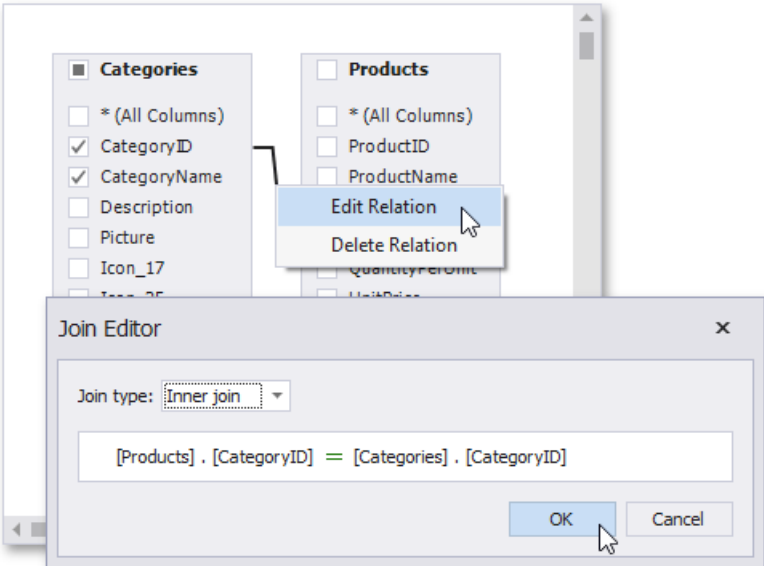 Categories
* (All Columns)
CategoryID
CategoryName
Description
Picture
Icon_17
Products
* (All Columns)
ProductID
ProductName
Edit Relation
Delete Relation
QuantityPerUnit
UnitPrice
Join Editor
x
Join type: Inner join
[Products] . [CategoryID] = [Categories] . [CategoryID]
OK Cancel